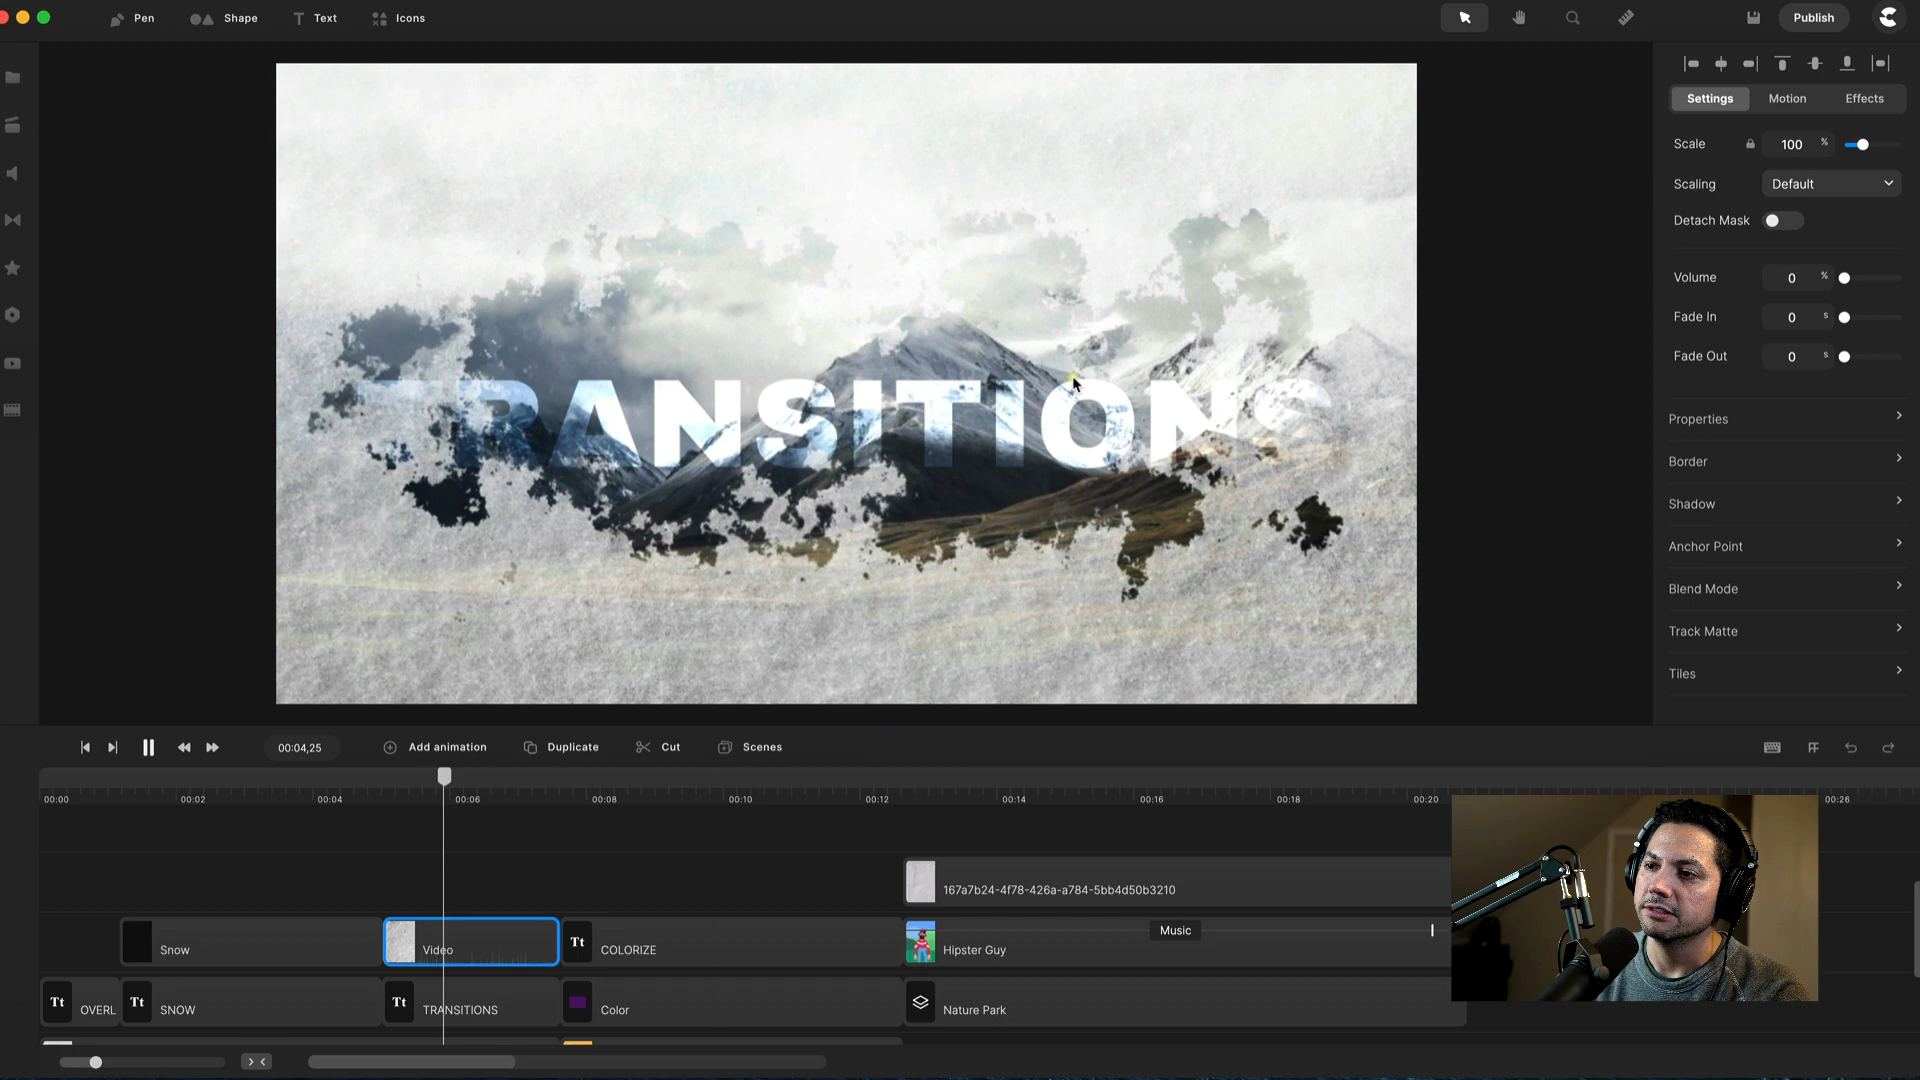 Pen
Shape
Text
Icons
Publish
Settings
Motion
Effects
Scale
100
%
Scaling
Default
Detach Mask
Volume
0
%
Fade In
0
s
Fade Out
0
s
Properties
Border
Shadow
Anchor Point
Blend Mode
Track Matte
Tiles
TRANSITIONS
00:04,25
Add animation
Duplicate
Cut
Scenes
00:00
00:02
00:04
00:06
00:08
00:10
00:12
00:14
00:16
00:18
00:20
00:26
167a7b24-4f78-426a-a784-5bb4d50b3210
Snow
Video
Tt
COLORIZE
Music
Hipster Guy
Tt
OVERL
Tt
SNOW
Tt
TRANSITIONS
Color
Nature Park